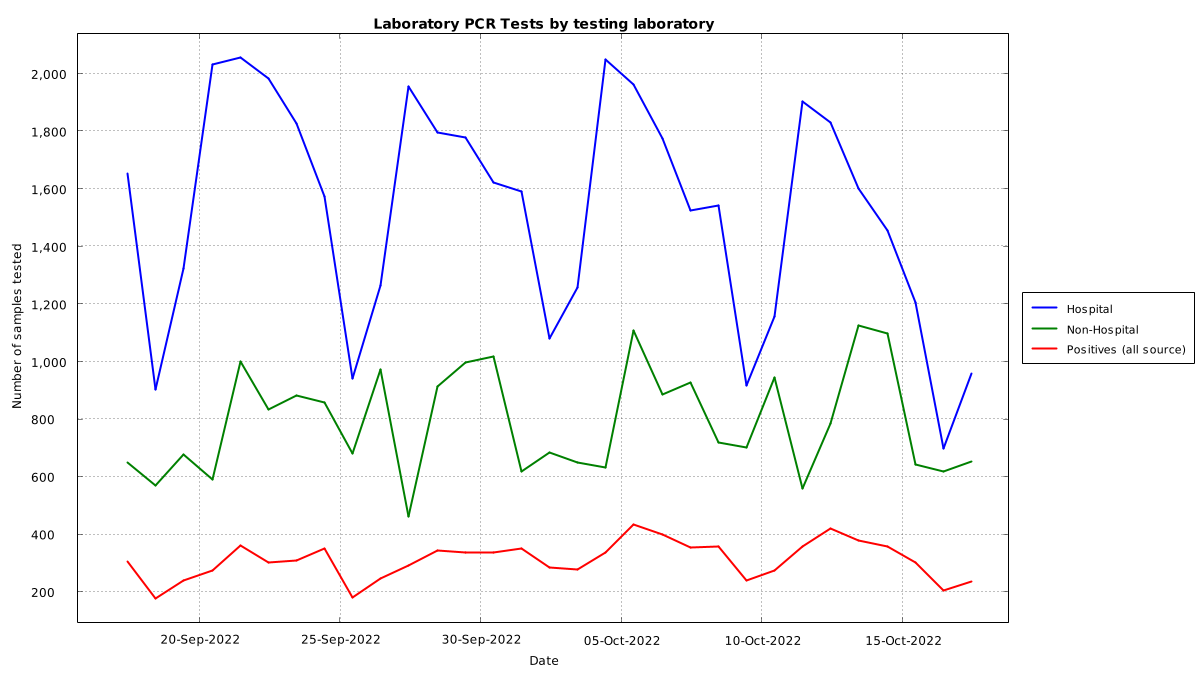 Laboratory PCR Tests by testing laboratory
2,000
1,800
1,600
1,400
1,200
1,000
800
600
400
200
Number of samples tested
20-Sep-2022
25-Sep-2022
30-Sep-2022
05-Oct-2022
10-Oct-2022
15-Oct-2022
Date
Hospital
Non-Hospital
Positives (all source)